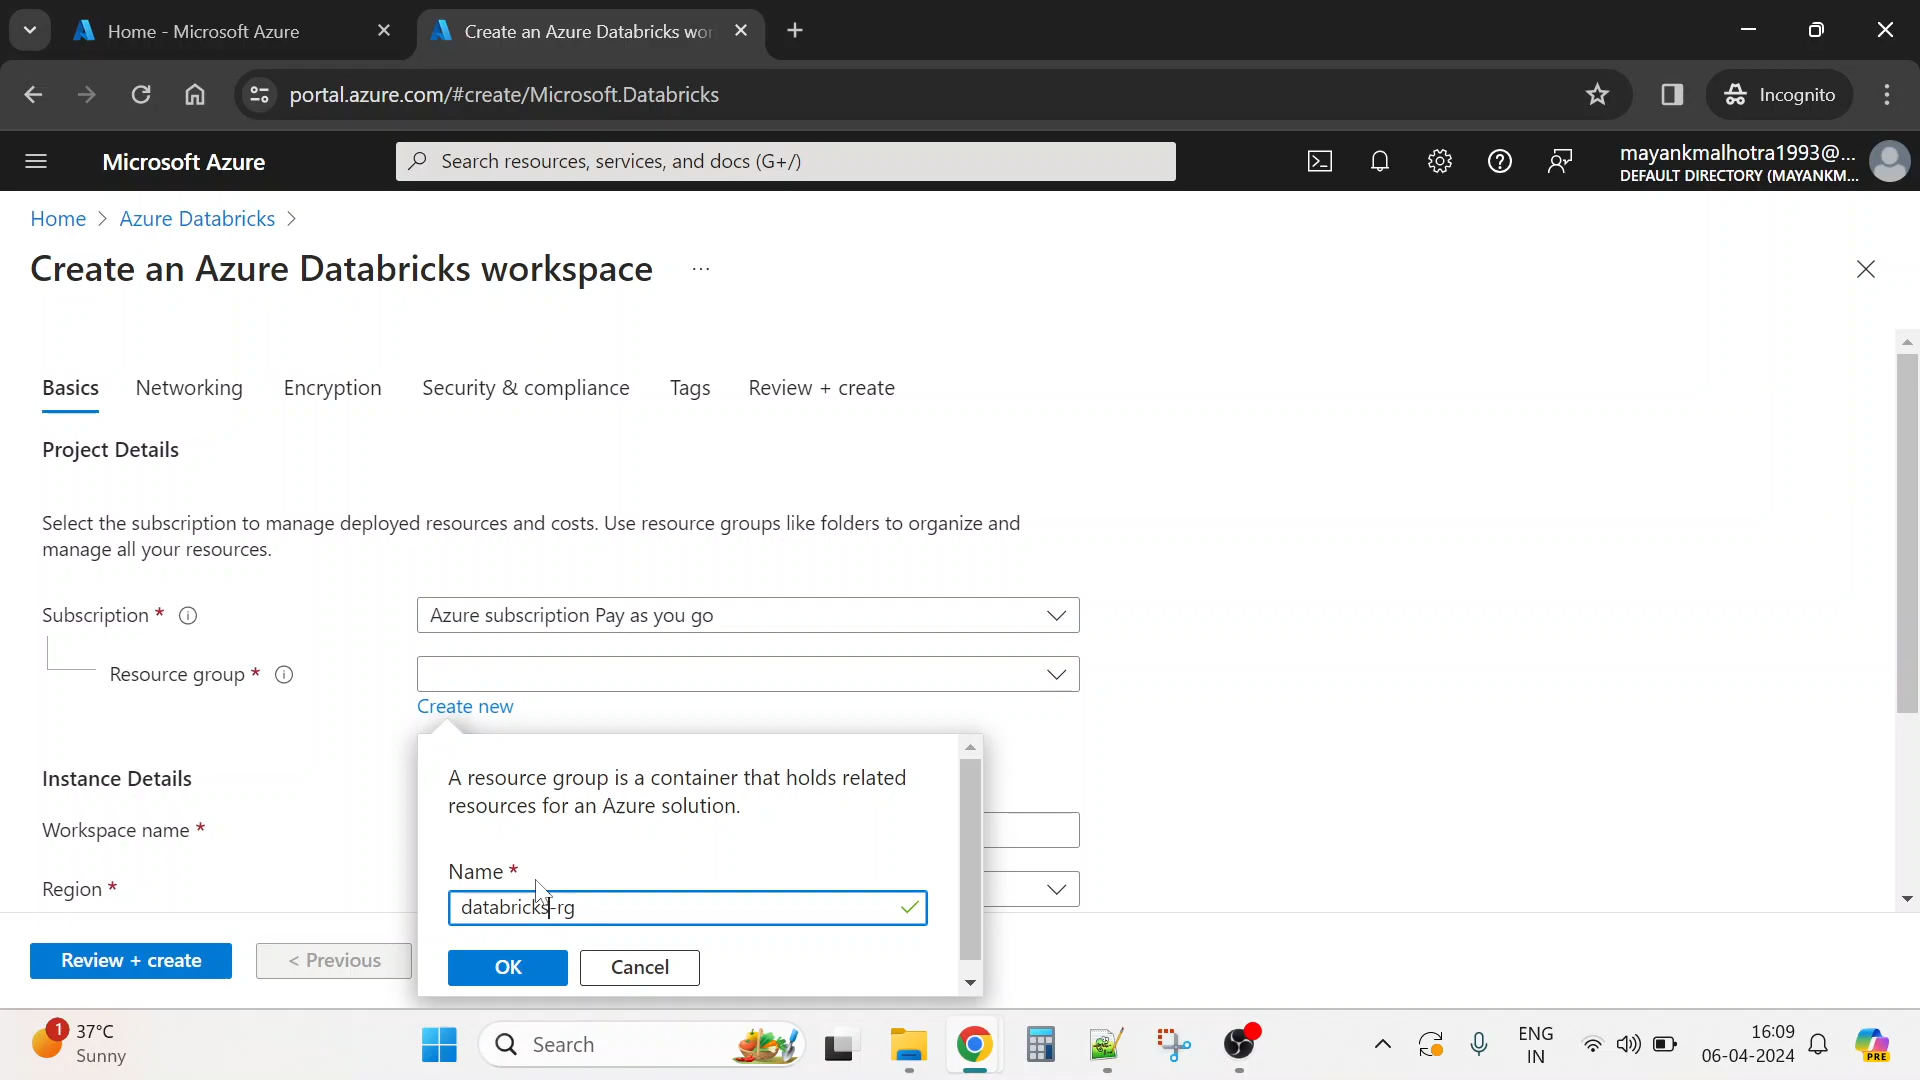 Home - Microsoft Azure
Create an Azure Databricks wor
portal.azure.com/#create/Microsoft.Databricks
Incognito
Microsoft Azure
Search resources, services, and docs (G+/)
mayankmalhotra1993@...
DEFAULT DIRECTORY (MAYANKM...
Home > Azure Databricks >
Create an Azure Databricks workspace ...
Basics Networking Encryption Security & compliance Tags Review + create
Project Details
Select the subscription to manage deployed resources and costs. Use resource groups like folders to organize and
manage all your resources.
Subscription *
Azure subscription Pay as you go
Resource group *
Create new
A resource group is a container that holds related
resources for an Azure solution.
Instance Details
Workspace name *
Name *
Region *
databricks-rg
Review + create
< Previous
OK
Cancel
1
37°C
Sunny
Search
ENG
IN
16:09
06-04-2024
PRE